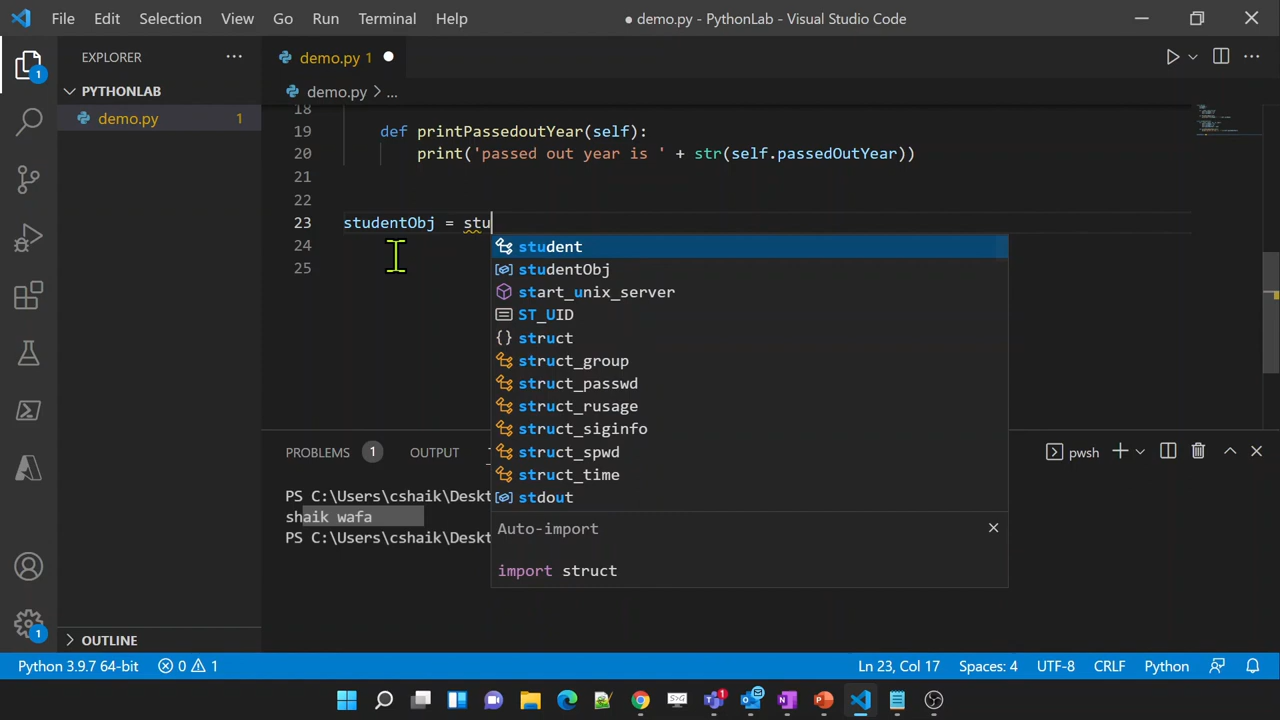 File Edit Selection View Go Run Terminal Help
● demo.py - PythonLab - Visual Studio Code
EXPLORER
PYTHONLAB
demo.py 1
OUTLINE
demo.py 1
demo.py > ...
18
19 def printPassedoutYear(self):
20 print('passed out year is ' + str(self.passedOutYear))
21
22
23 studentObj = stu
24
25
student
studentObj
start_unix_server
ST_UID
{} struct
struct_group
struct_passwd
struct_rusage
struct_siginfo
struct_spwd
struct_time
stdout
Auto-import
import struct
PROBLEMS 1 OUTPUT
pwsh
PS C:\Users\cshaik\Deskt
shaik wafa
PS C:\Users\cshaik\Deskt
1
1
Python 3.9.7 64-bit 0 1
Ln 23, Col 17 Spaces: 4 UTF-8 CRLF Python